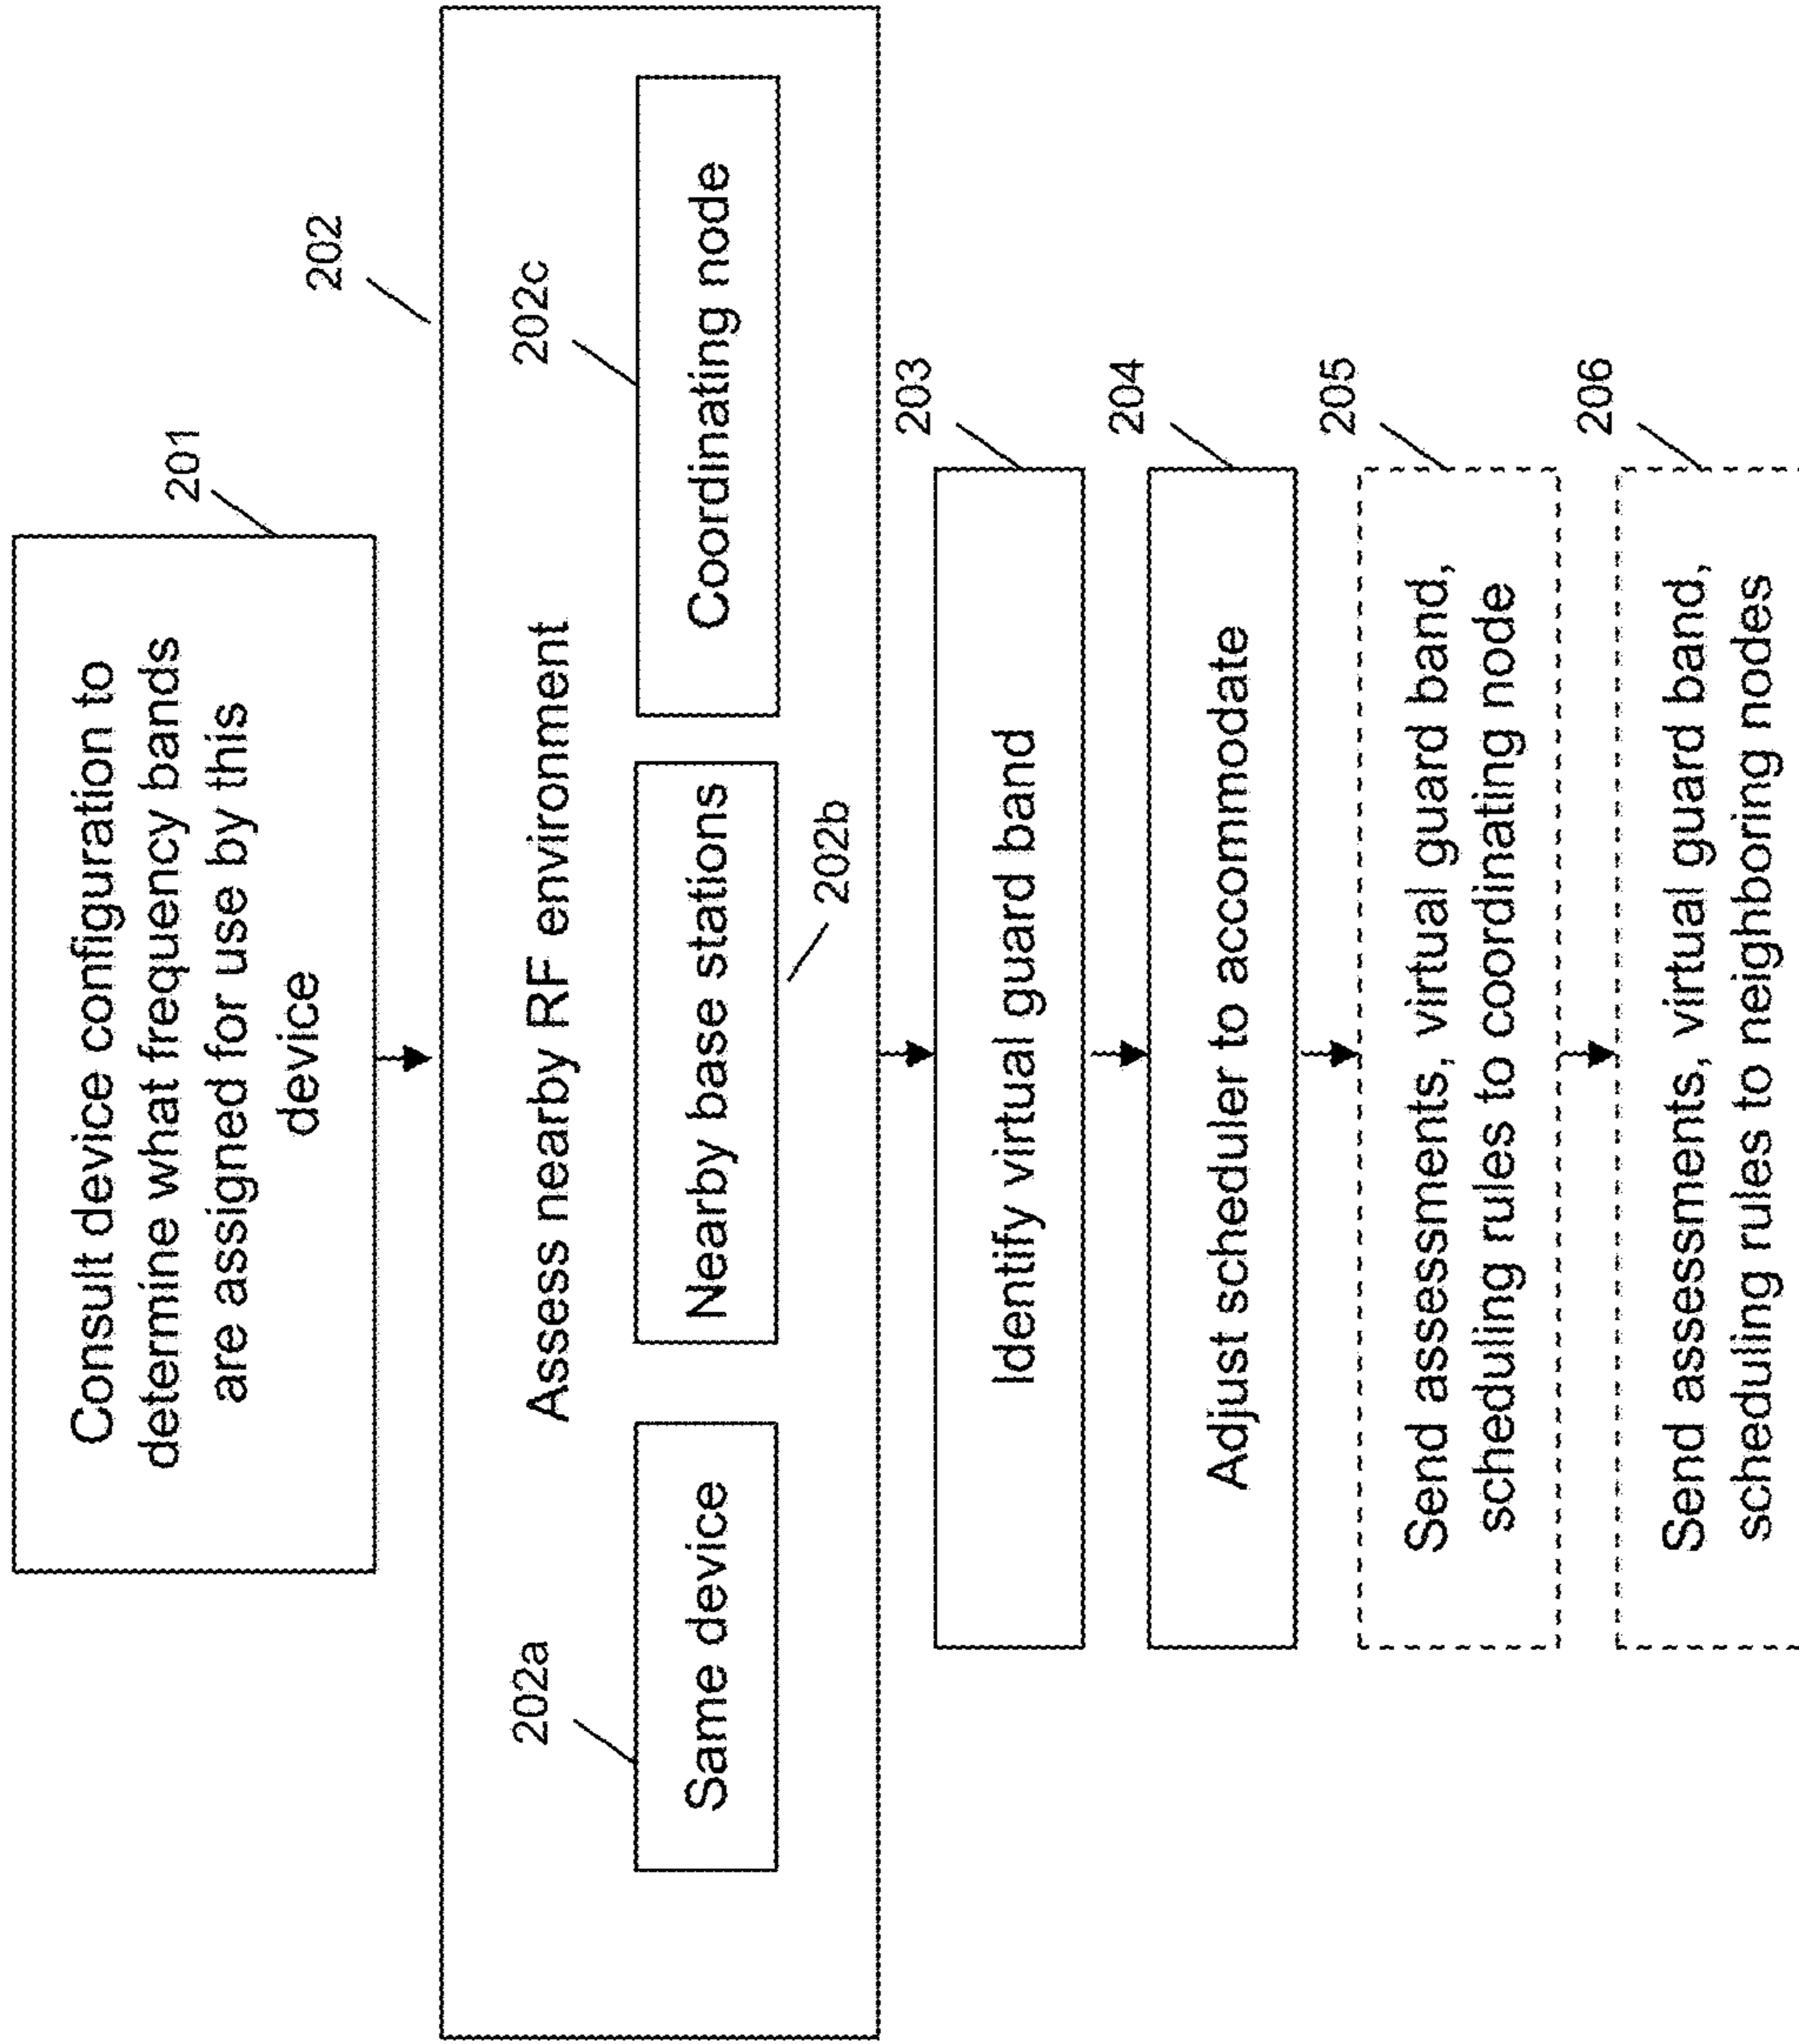 Consult device configuration to
determine what frequency bands
are assigned for use by this
device
201
202
Assess nearby RF environment
202a
202c
Same device
Nearby base stations
Coordinating node
202b
203
Identify virtual guard band
204
Adjust scheduler to accommodate
205
Send assessments, virtual guard band,
scheduling rules to coordinating node
206
Send assessments, virtual guard band,
scheduling rules to neighboring nodes